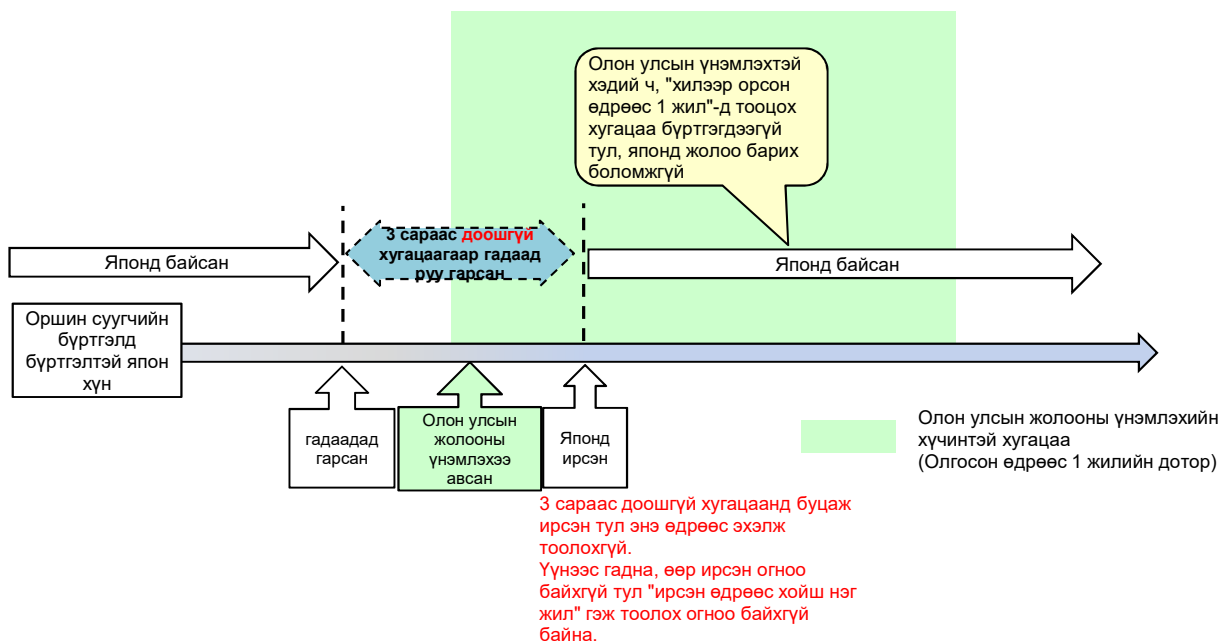 Олон улсын үнэмлэхтэй
хэдий ч, "хилээр орсон
өдрөөс 1 жил"-д тооцох
хугацаа бүртгэгдээгүй
тул, японд жолоо барих
боломжгүй
Японд байсан
3 сараас доошгүй
хугацаагаар гадаад
руу гарсан
Японд байсан
Оршин суугчийн
бүртгэлд
бүртгэлтэй япон
хүн
гадаадад
гарсан
Олон улсын
жолооны
үнэмлэхээ
авсан
Японд
ирсэн
Олон улсын жолооны үнэмлэхийн
хүчинтэй хугацаа
(Олгосон өдрөөс 1 жилийн дотор)
3 сараас доошгүй хугацаанд буцаж
ирсэн тул энэ өдрөөс эхэлж
тоолохгүй.
Үүнээс гадна, өөр ирсэн огноо
байхгүй тул "ирсэн өдрөөс хойш нэг
жил" гэж тоолох огноо байхгүй
байна.